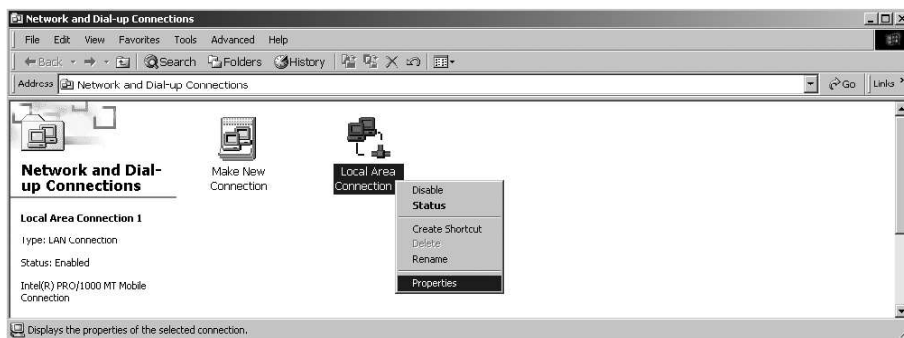 Network and Dial-up Connections
File Edit View Favorites Tools Advanced Help
Back Search Folders History
Address Network and Dial-up Connections Go Links »
Network and Dial-
up Connections
Local Area Connection 1
Type: LAN Connection
Status: Enabled
Intel(R) PRO/1000 MT Mobile
Connection
Make New
Connection
Local Area
Connection
Disable
Status
Create Shortcut
Delete
Rename
Properties
Displays the properties of the selected connection.